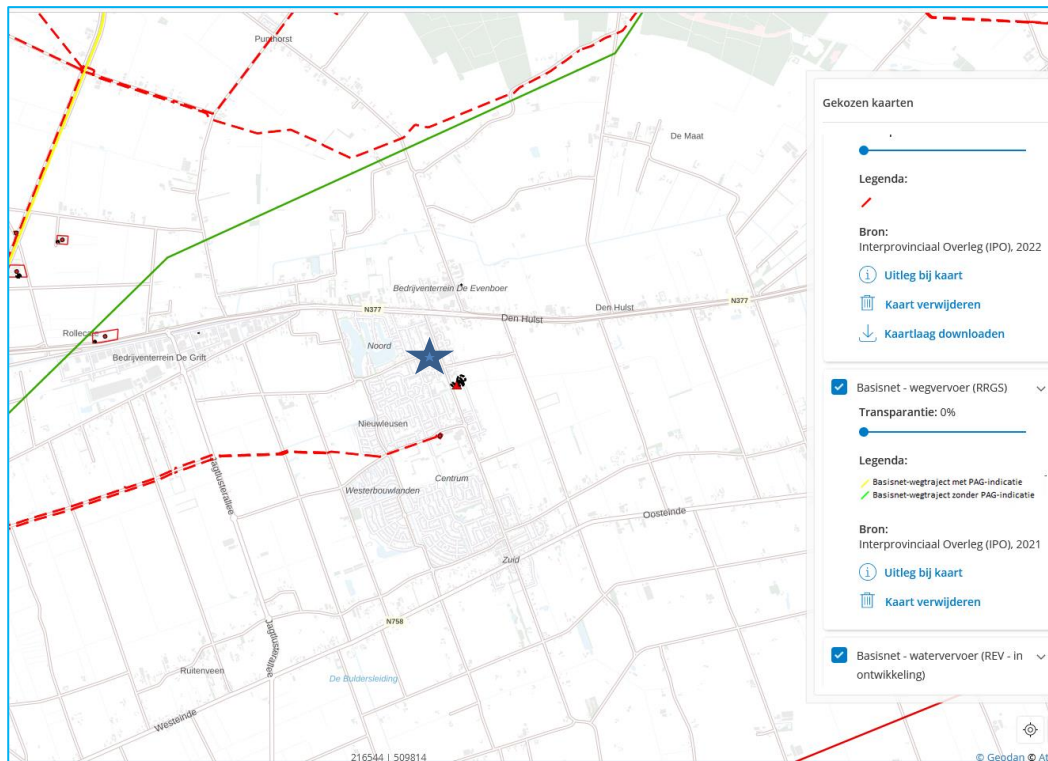 Punthorst
De Maat
Bedrijventerrein De Evenboer
N377
Den Hulst
Den Hulst
N377
Bedrijventerrein De Grift
Noord
Nieuwleusen
Jagtlusterallee
Centrum
Westerbouwlanden
Oosteinde
Zuid
N758
Jagtlusterallee
Ruitenveen
De Buldersleiding
Westeinde
216544 | 509814
Gekozen kaarten
Legenda:
Bron:
Interprovinciaal Overleg (IPO), 2022
Uitleg bij kaart
Kaart verwijderen
Kaartlaag downloaden
Basisnet - wegvervoer (RRGS)
Transparantie: 0%
Legenda:
Basisnet-wegtraject met PAG-indicatie
Basisnet-wegtraject zonder PAG-indicatie
Bron:
Interprovinciaal Overleg (IPO), 2021
Uitleg bij kaart
Kaart verwijderen
Basisnet - watervervoer (REV - in
ontwikkeling)
© Geodan © At